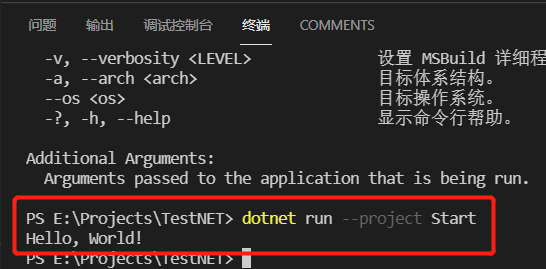 问题 输出 调试控制台 终端 COMMENTS
-v, --verbosity <LEVEL> 设置 MSBuild 详细程
-a, --arch <arch> 目标体系结构。
--os <os> 目标操作系统。
-?, -h, --help 显示命令行帮助。
Additional Arguments:
Arguments passed to the application that is being run.
PS E:\Projects\TestNET> dotnet run --project Start
Hello, World!
PS E:\Projects\TestNET>